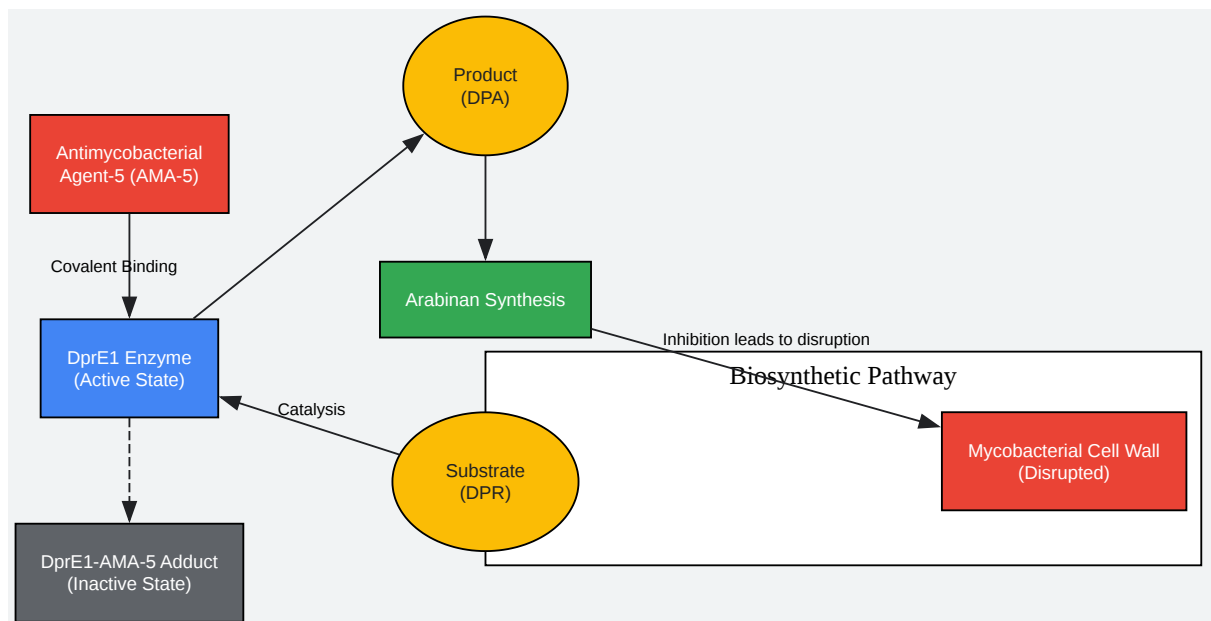 Product
(DPA)
Antimycobacterial
Agent-5 (AMA-5)
Covalent Binding
Arabinan Synthesis
Inhibition leads to disruption
DprE1 Enzyme
(Active State)
Biosynthetic Pathway
Catalysis
Substrate
(DPR)
Mycobacterial Cell Wall
(Disrupted)
DprE1-AMA-5 Adduct
(Inactive State)